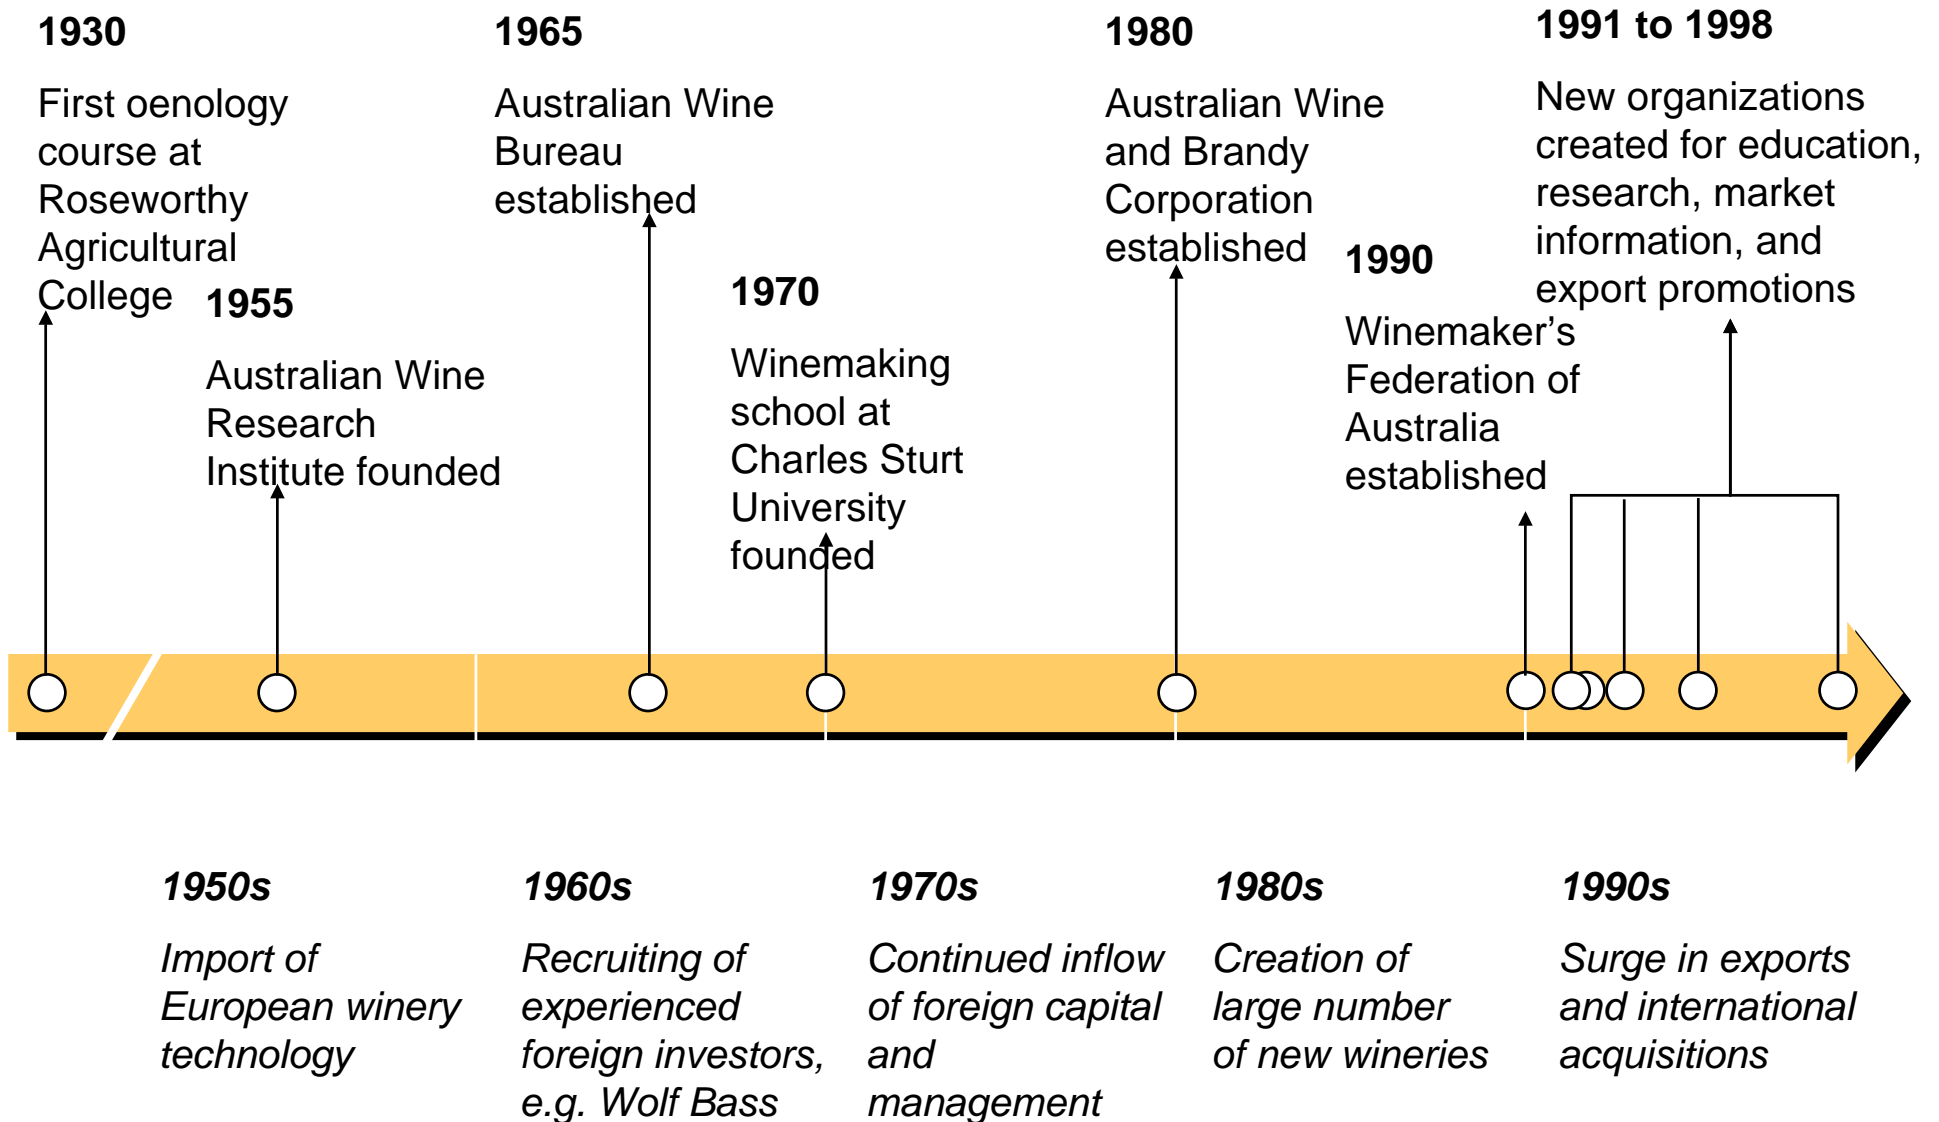 1930
First oenology
course at
Roseworthy
Agricultural
College
1955
Australian Wine
Research
Institute founded
1965
Australian Wine
Bureau
established
1970
Winemaking
school at
Charles Sturt
University
founded
1980
Australian Wine
and Brandy
Corporation
established
1990
Winemaker’s
Federation of
Australia
established
1991 to 1998
New organizations
created for education,
research, market
information, and
export promotions
1950s
Import of
European winery
technology
1960s
Recruiting of
experienced
foreign investors,
e.g. Wolf Bass
1970s
Continued inflow
of foreign capital
and
management
1980s
Creation of
large number
of new wineries
1990s
Surge in exports
and international
acquisitions